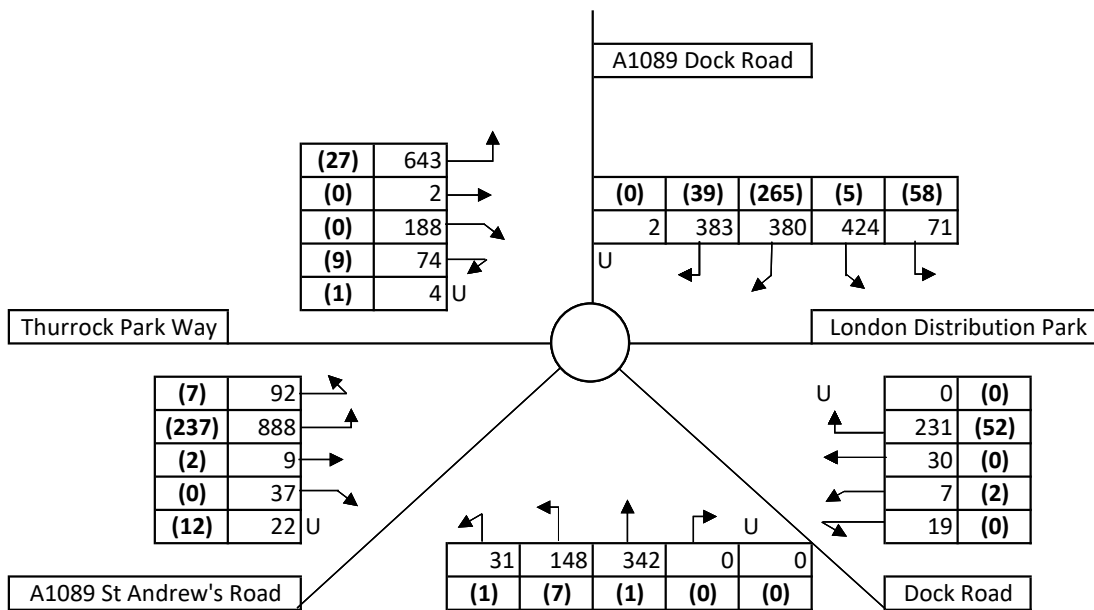 A1089 Dock Road
(27) 643
(0) 2
(0) 188
(9) 74
(1) 4 U
(0) (39) (265) (5) (58)
2 383 380 424 71
U
Thurrock Park Way
London Distribution Park
(7) 92
(237) 888
(2) 9
(0) 37
(12) 22 U
U 0 (0)
231 (52)
30 (0)
7 (2)
19 (0)
U
31 148 342 0 0
(1) (7) (1) (0) (0)
A1089 St Andrew's Road
Dock Road